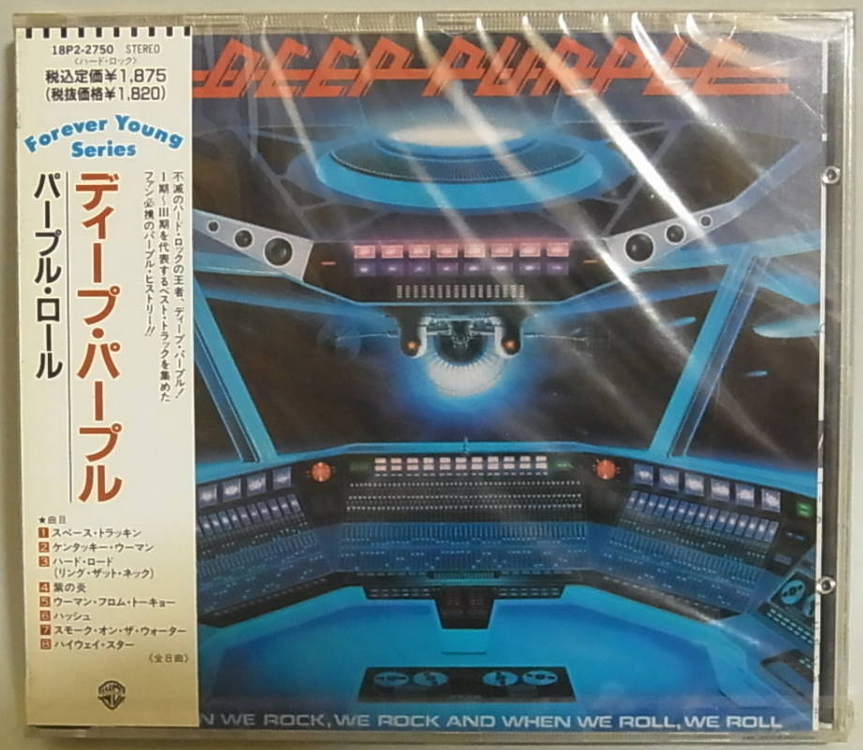 18P2-2750 STEREO
〈ハード・ロック〉
税込定価¥1,875
(税抜価格¥1,820)
Forever Young
Series
ディープ・パープル
パープル・ロール
不滅のハード・ロックの王者、ディープ・パープル!
I期〜III期を代表するベスト・トラックを集めた
ファン必携のパープル・ヒストリー!!
★曲目
1 スペース・トラッキン
2 ケンタッキー・ウーマン
3 ハード・ロード
(リング・ザット・ネック)
4 紫の炎
5 ウーマン・フロム・トーキョー
6 ハッシュ
7 スモーク・オン・ザ・ウォーター
8 ハイウェイ・スター
〈全8曲〉
DEEP PURPLE
N WE ROCK, WE ROCK AND WHEN WE ROLL, WE ROLL